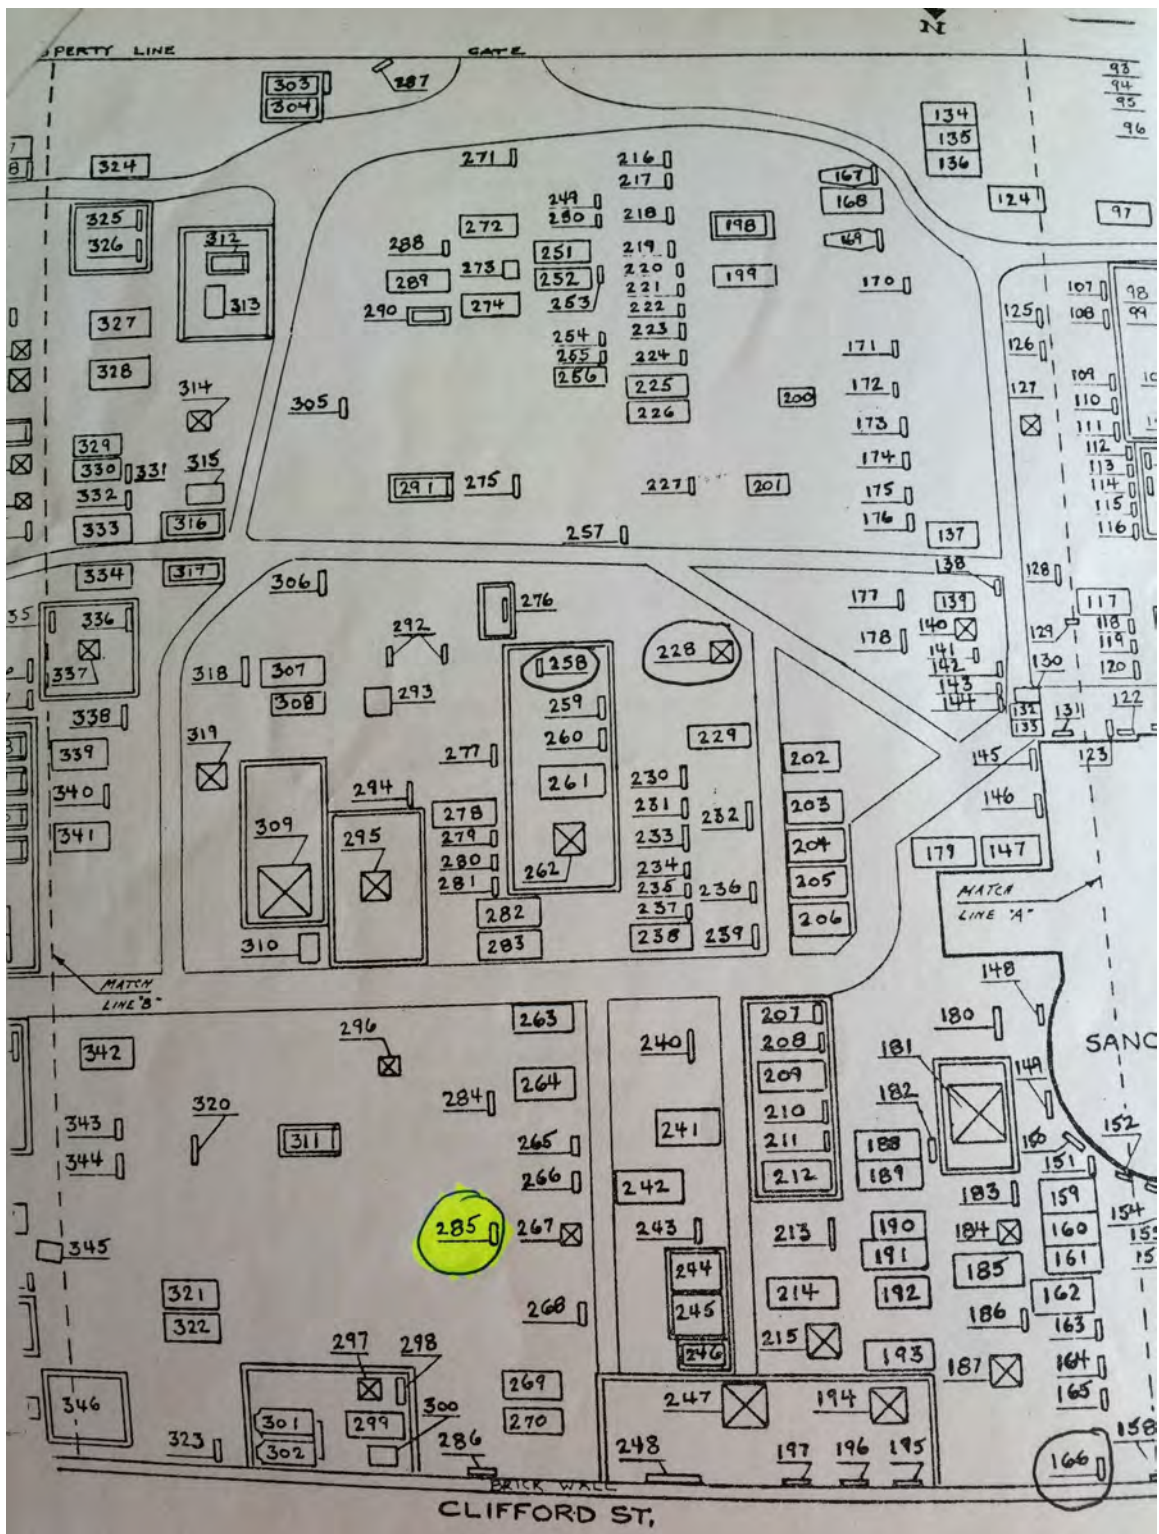 N
PROPERTY LINE GATE
303 287 93
304 94
95
134 96
135
324 271 216 136
217 167
249 168 124 97
325 272 250 218 198
326 312 288 251 219 169
289 273 252 220 199 170 107 98
313 274 253 221 125 108 99
327 290 222
254 223 171 126
255 224
328 256 225 172 127 109
314 305 226 200 110
173 111
329 112
330 331 315 174 113
332 291 275 227 201 175 114
333 316 176 115
257 137 116
334 317 306 138 128
276 177 139 117
336 292 228 178 140 129 118
258 141 119
337 318 307 293 142 130 120
338 308 259 143
319 260 229 144 132 131 122
133
339 277 202 145 123
340 294 261 230
309 278 231 232 203 146
341 295 279 233 204 179 147
280 262 234
281 235 236 205 MATCH
282 237 206 LINE "A"
310 283 238 239
MATCH
LINE "B"
148
296 263 207 180
342 240 208 181 SANC
264 209 149
320 284 182
343 210 152
311 265 241 211 188 150
344 266 242 212 189 151
183 159 154
285 267 243 213 190 184 160
345 191 161
244 185
321 245 214 192 162
322 268 186 163
297 298 246 215 193 164
269 187 165
346 301 299 300 270 247 194
302 158
323 286 248 197 196 195 166
BRICK WALL
CLIFFORD ST.